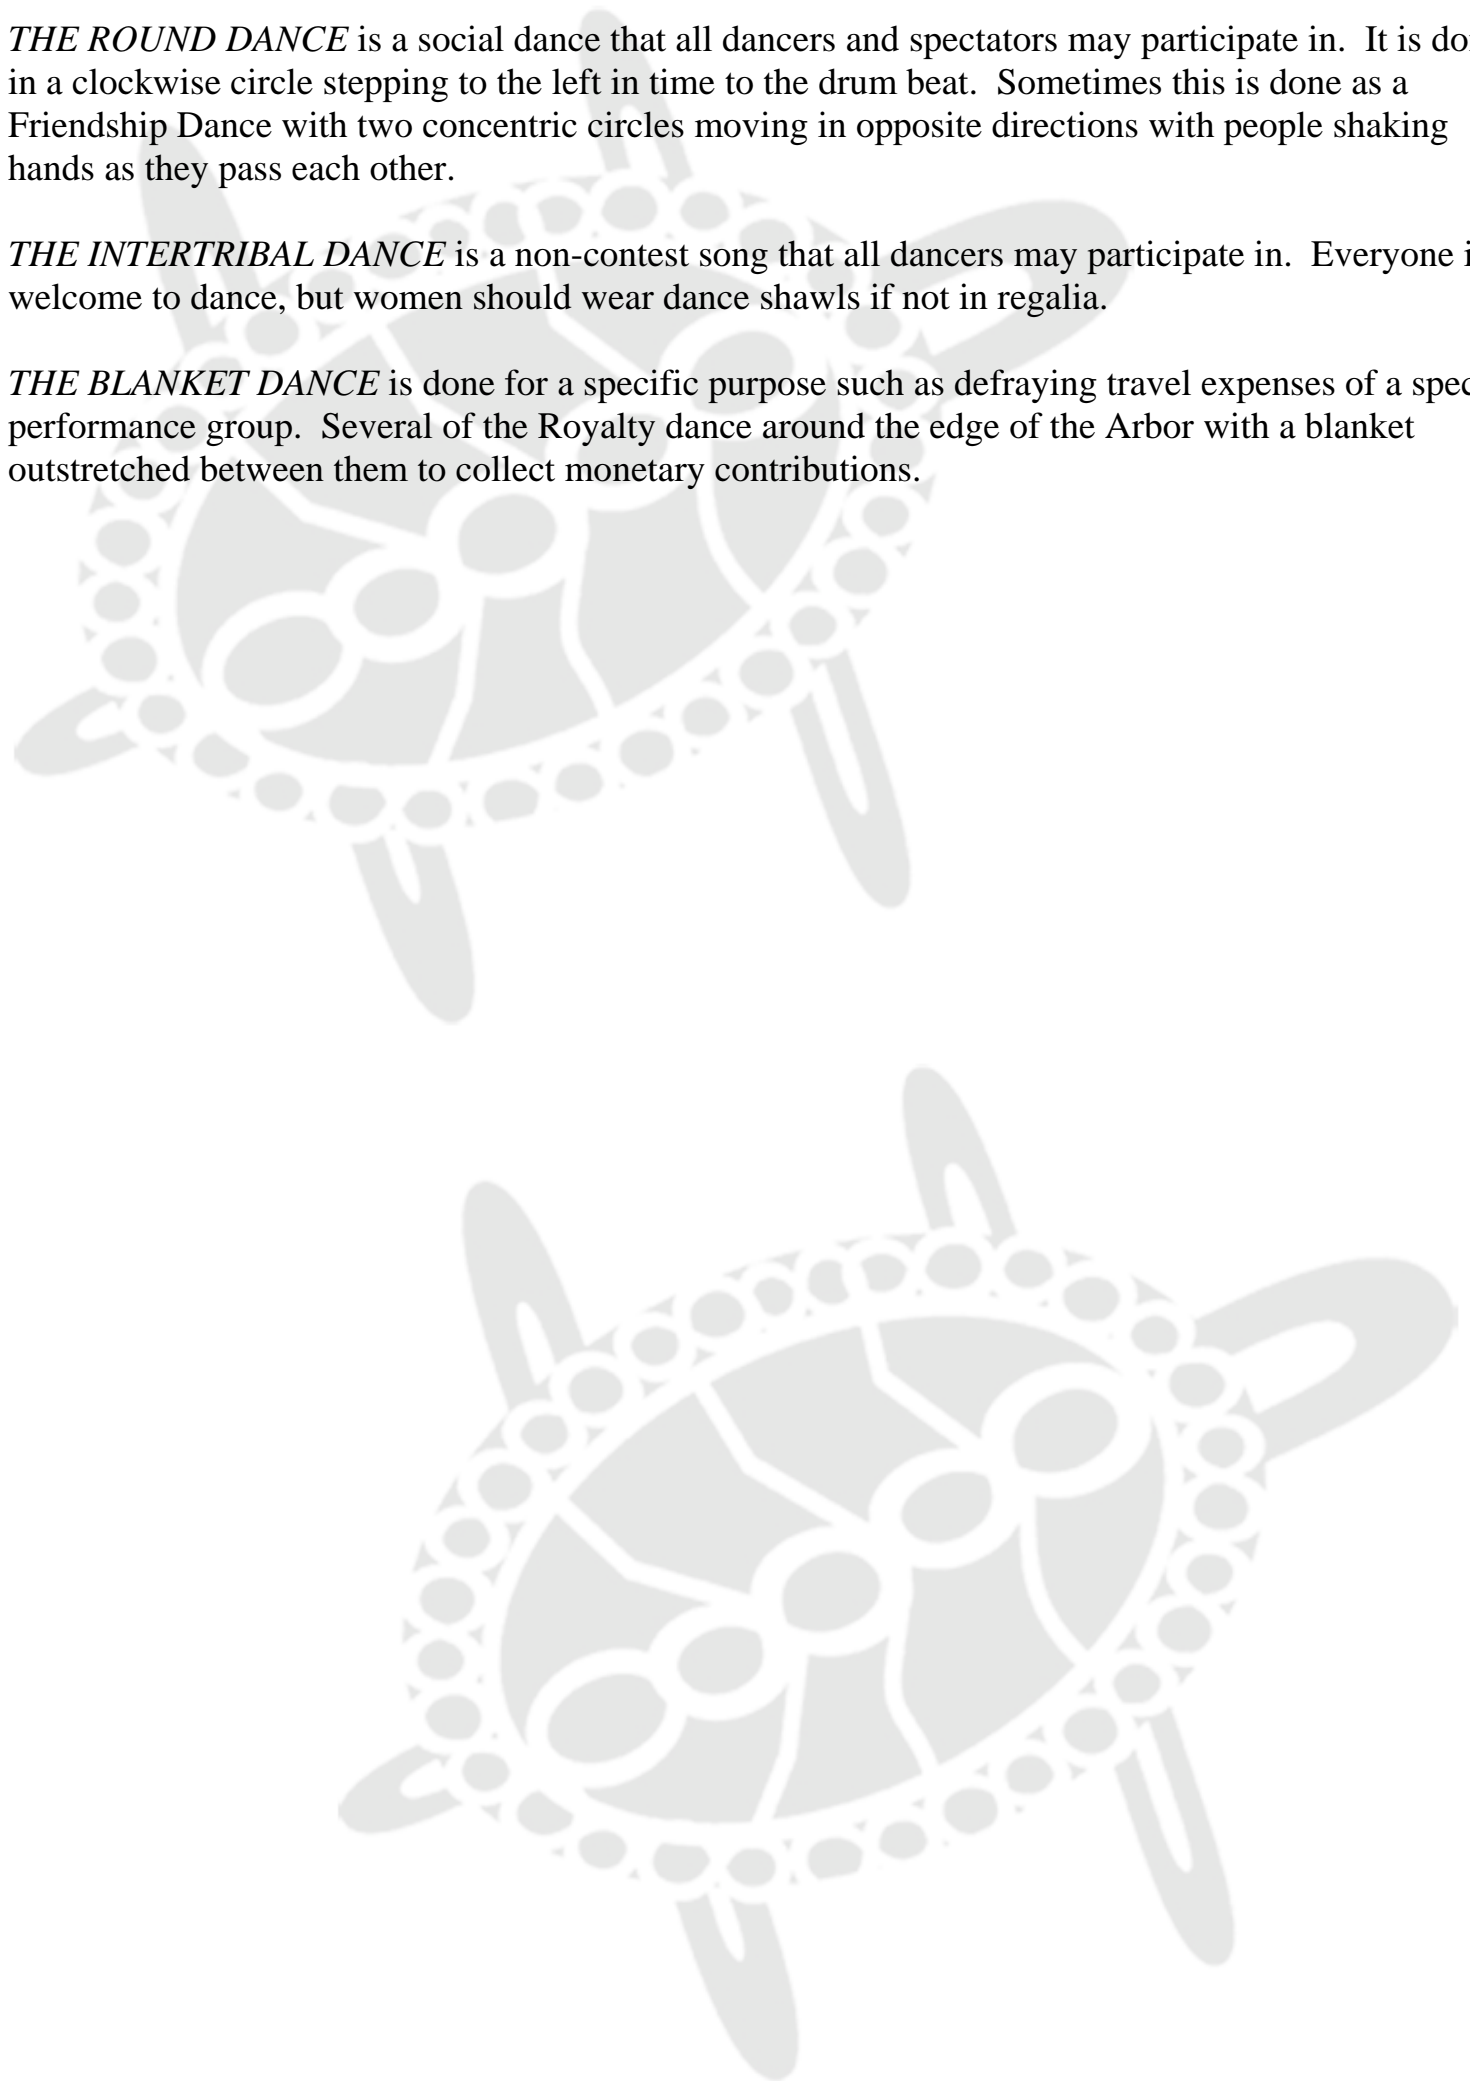 THE ROUND DANCE is a social dance that all dancers and spectators may participate in. It is do
in a clockwise circle stepping to the left in time to the drum beat. Sometimes this is done as a
Friendship Dance with two concentric circles moving in opposite directions with people shaking
hands as they pass each other.
THE INTERTRIBAL DANCE is a non-contest song that all dancers may participate in. Everyone i
welcome to dance, but women should wear dance shawls if not in regalia.
THE BLANKET DANCE is done for a specific purpose such as defraying travel expenses of a spec
performance group. Several of the Royalty dance around the edge of the Arbor with a blanket
outstretched between them to collect monetary contributions.